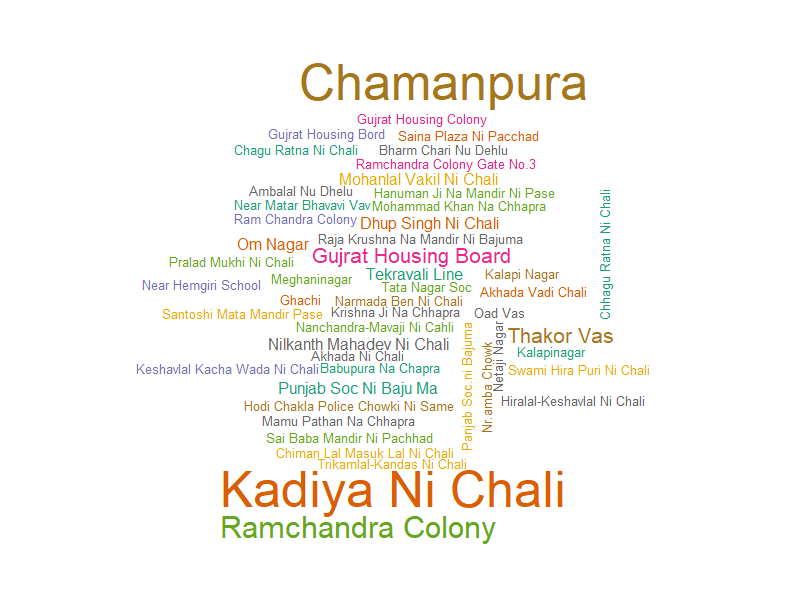 Chamanpura
Gujrat Housing Colony
Gujrat Housing Bord
Saina Plaza Ni Pacchad
Chagu Ratna Ni Chali
Bharm Chari Nu Dehlu
Ramchandra Colony Gate No.3
Mohanlal Vakil Ni Chali
Ambalal Nu Dhelu
Hanuman Ji Na Mandir Ni Pase
Near Matar Bhavavi Vav
Mohammad Khan Na Chhapra
Ram Chandra Colony
Dhup Singh Ni Chali
Chhagu Ratna Ni Chali
Raja Krushna Na Mandir Ni Bajuma
Om Nagar
Gujrat Housing Board
Pralad Mukhi Ni Chali
Tekravali Line
Kalapi Nagar
Meghaninagar
Near Hemgiri School
Tata Nagar Soc
Akhada Vadi Chali
Ghachi
Narmada Ben Ni Chali
Santoshi Mata Mandir Pase
Krishna Ji Na Chhapra
Oad Vas
Nanchandra-Mavaji Ni Cahli
Thakor Vas
Nilkanth Mahadev Ni Chali
Netaji Nagar
Akhada Ni Chali
Kalapinagar
Keshavlal Kacha Wada Ni Chali
Babupura Na Chapra
Swami Hira Puri Ni Chali
Panjab Soc.ni Bajuma
Nr.amba Chowk
Punjab Soc Ni Baju Ma
Hiralal-Keshavlal Ni Chali
Hodi Chakla Police Chowki Ni Same
Mamu Pathan Na Chhapra
Sai Baba Mandir Ni Pachhad
Chiman Lal Masuk Lal Ni Chali
Trikamlal-Kandas Ni Chali
Kadiya Ni Chali
Ramchandra Colony